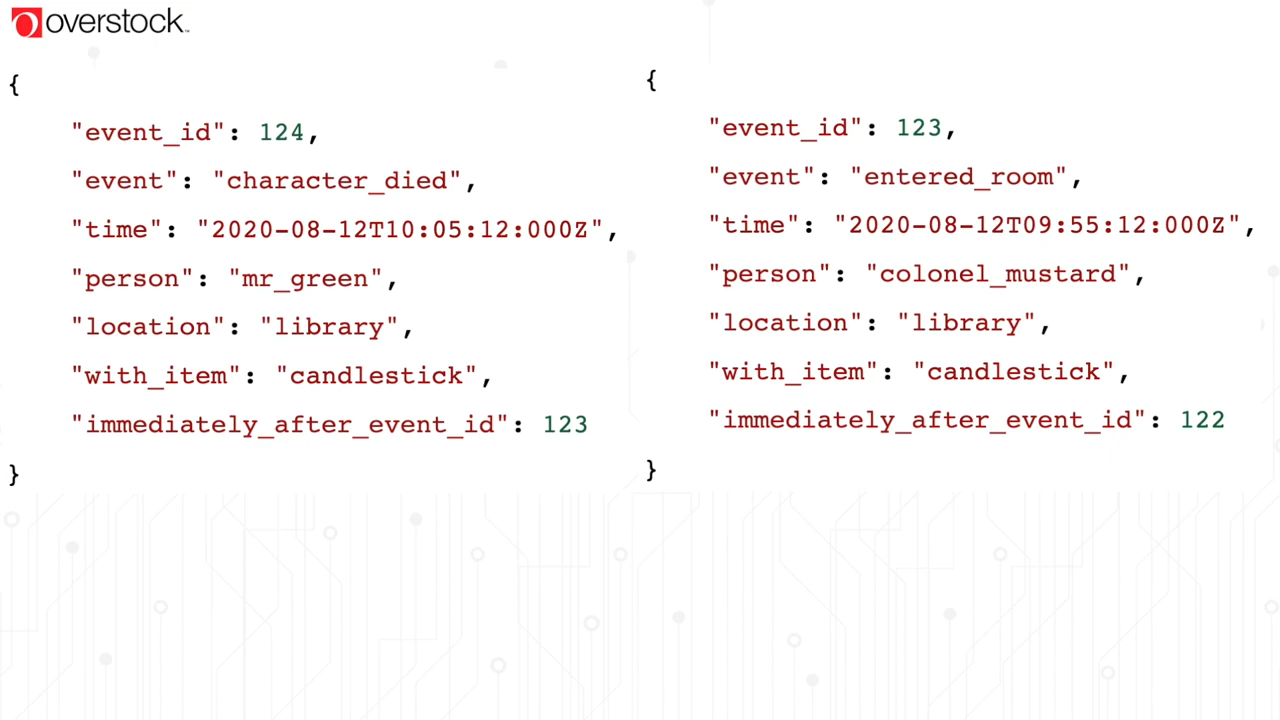 overstock™
{
"event_id": 124,
"event": "character_died",
"time": "2020-08-12T10:05:12:000Z",
"person": "mr_green",
"location": "library",
"with_item": "candlestick",
"immediately_after_event_id": 123
}
{
"event_id": 123,
"event": "entered_room",
"time": "2020-08-12T09:55:12:000Z",
"person": "colonel_mustard",
"location": "library",
"with_item": "candlestick",
"immediately_after_event_id": 122
}